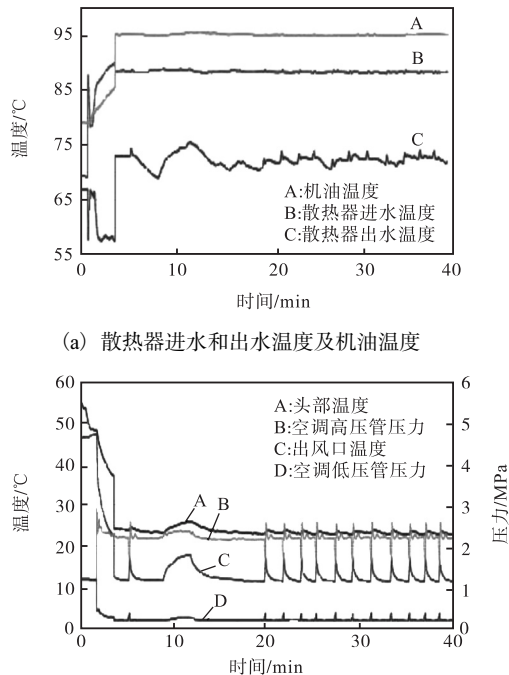 95
A
85
B
温度/℃
75
C
65
A:机油温度
B:散热器进水温度
C:散热器出水温度
55
0 10 20 30 40
时间/min
(a) 散热器进水和出水温度及机油温度
60 6
A:头部温度
50 B:空调高压管压力 5
C:出风口温度
40 D:空调低压管压力 4
温度/℃ 压力/MPa
30 3
A B
20 2
C
10 1
D
0 0
0 10 20 30 40
时间/min